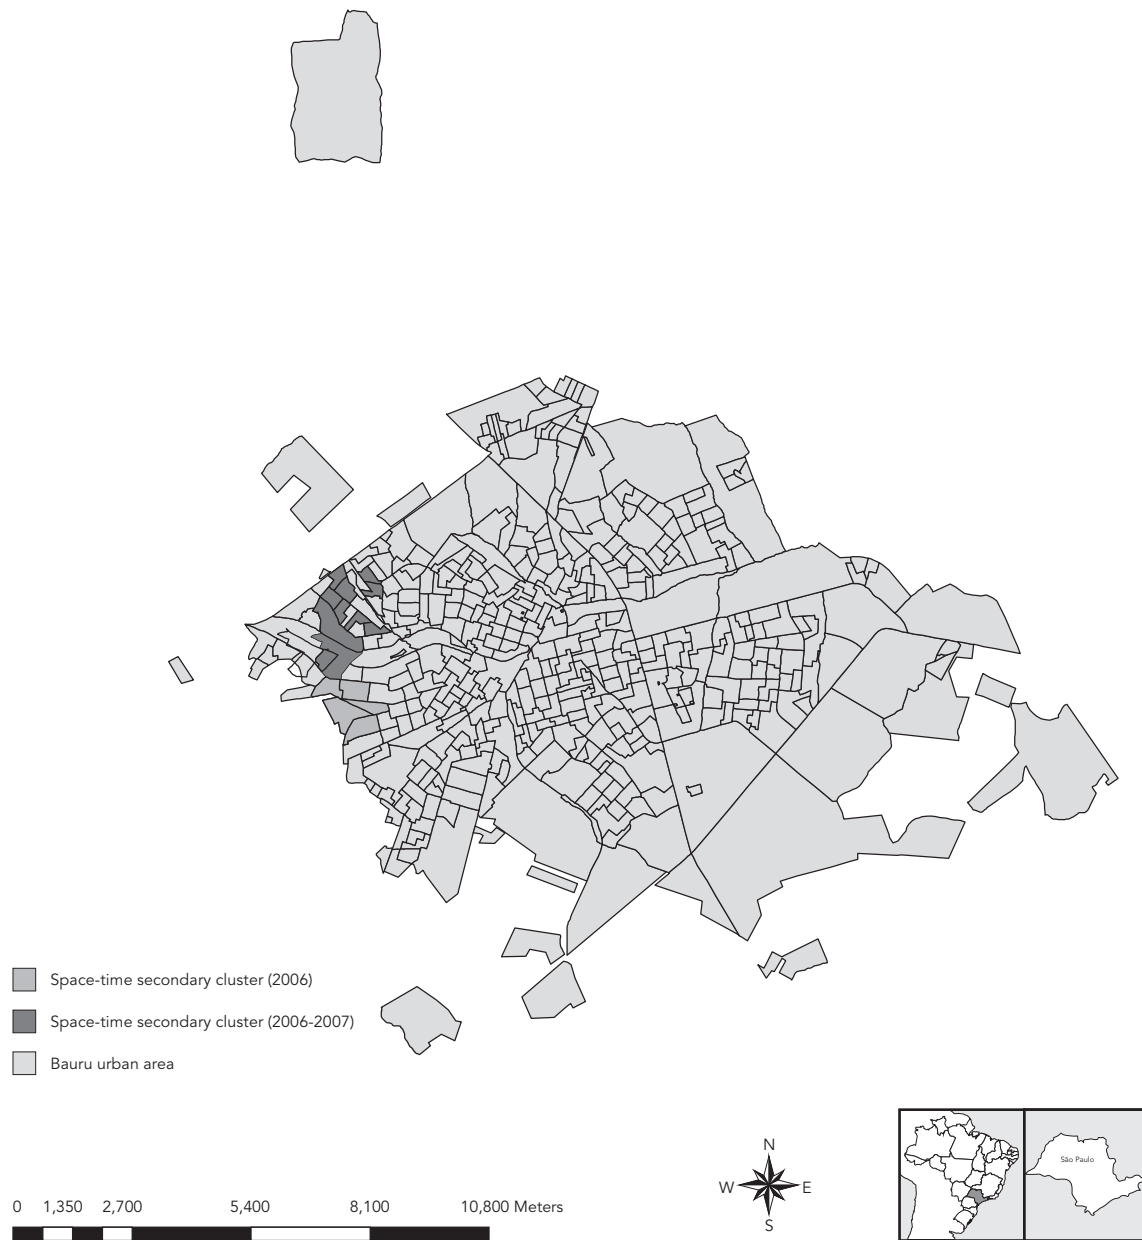 Space-time secondary cluster (2006)
Space-time secondary cluster (2006-2007)
Bauru urban area
0 1,350 2,700 5,400 8,100 10,800 Meters
N
W E
S
São Paulo